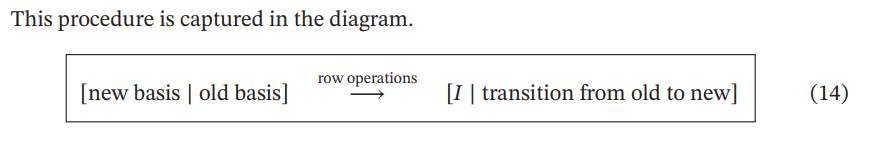 This procedure is captured in the diagram.
row operations
[new basis | old basis] ⟶ [I | transition from old to new] (14)